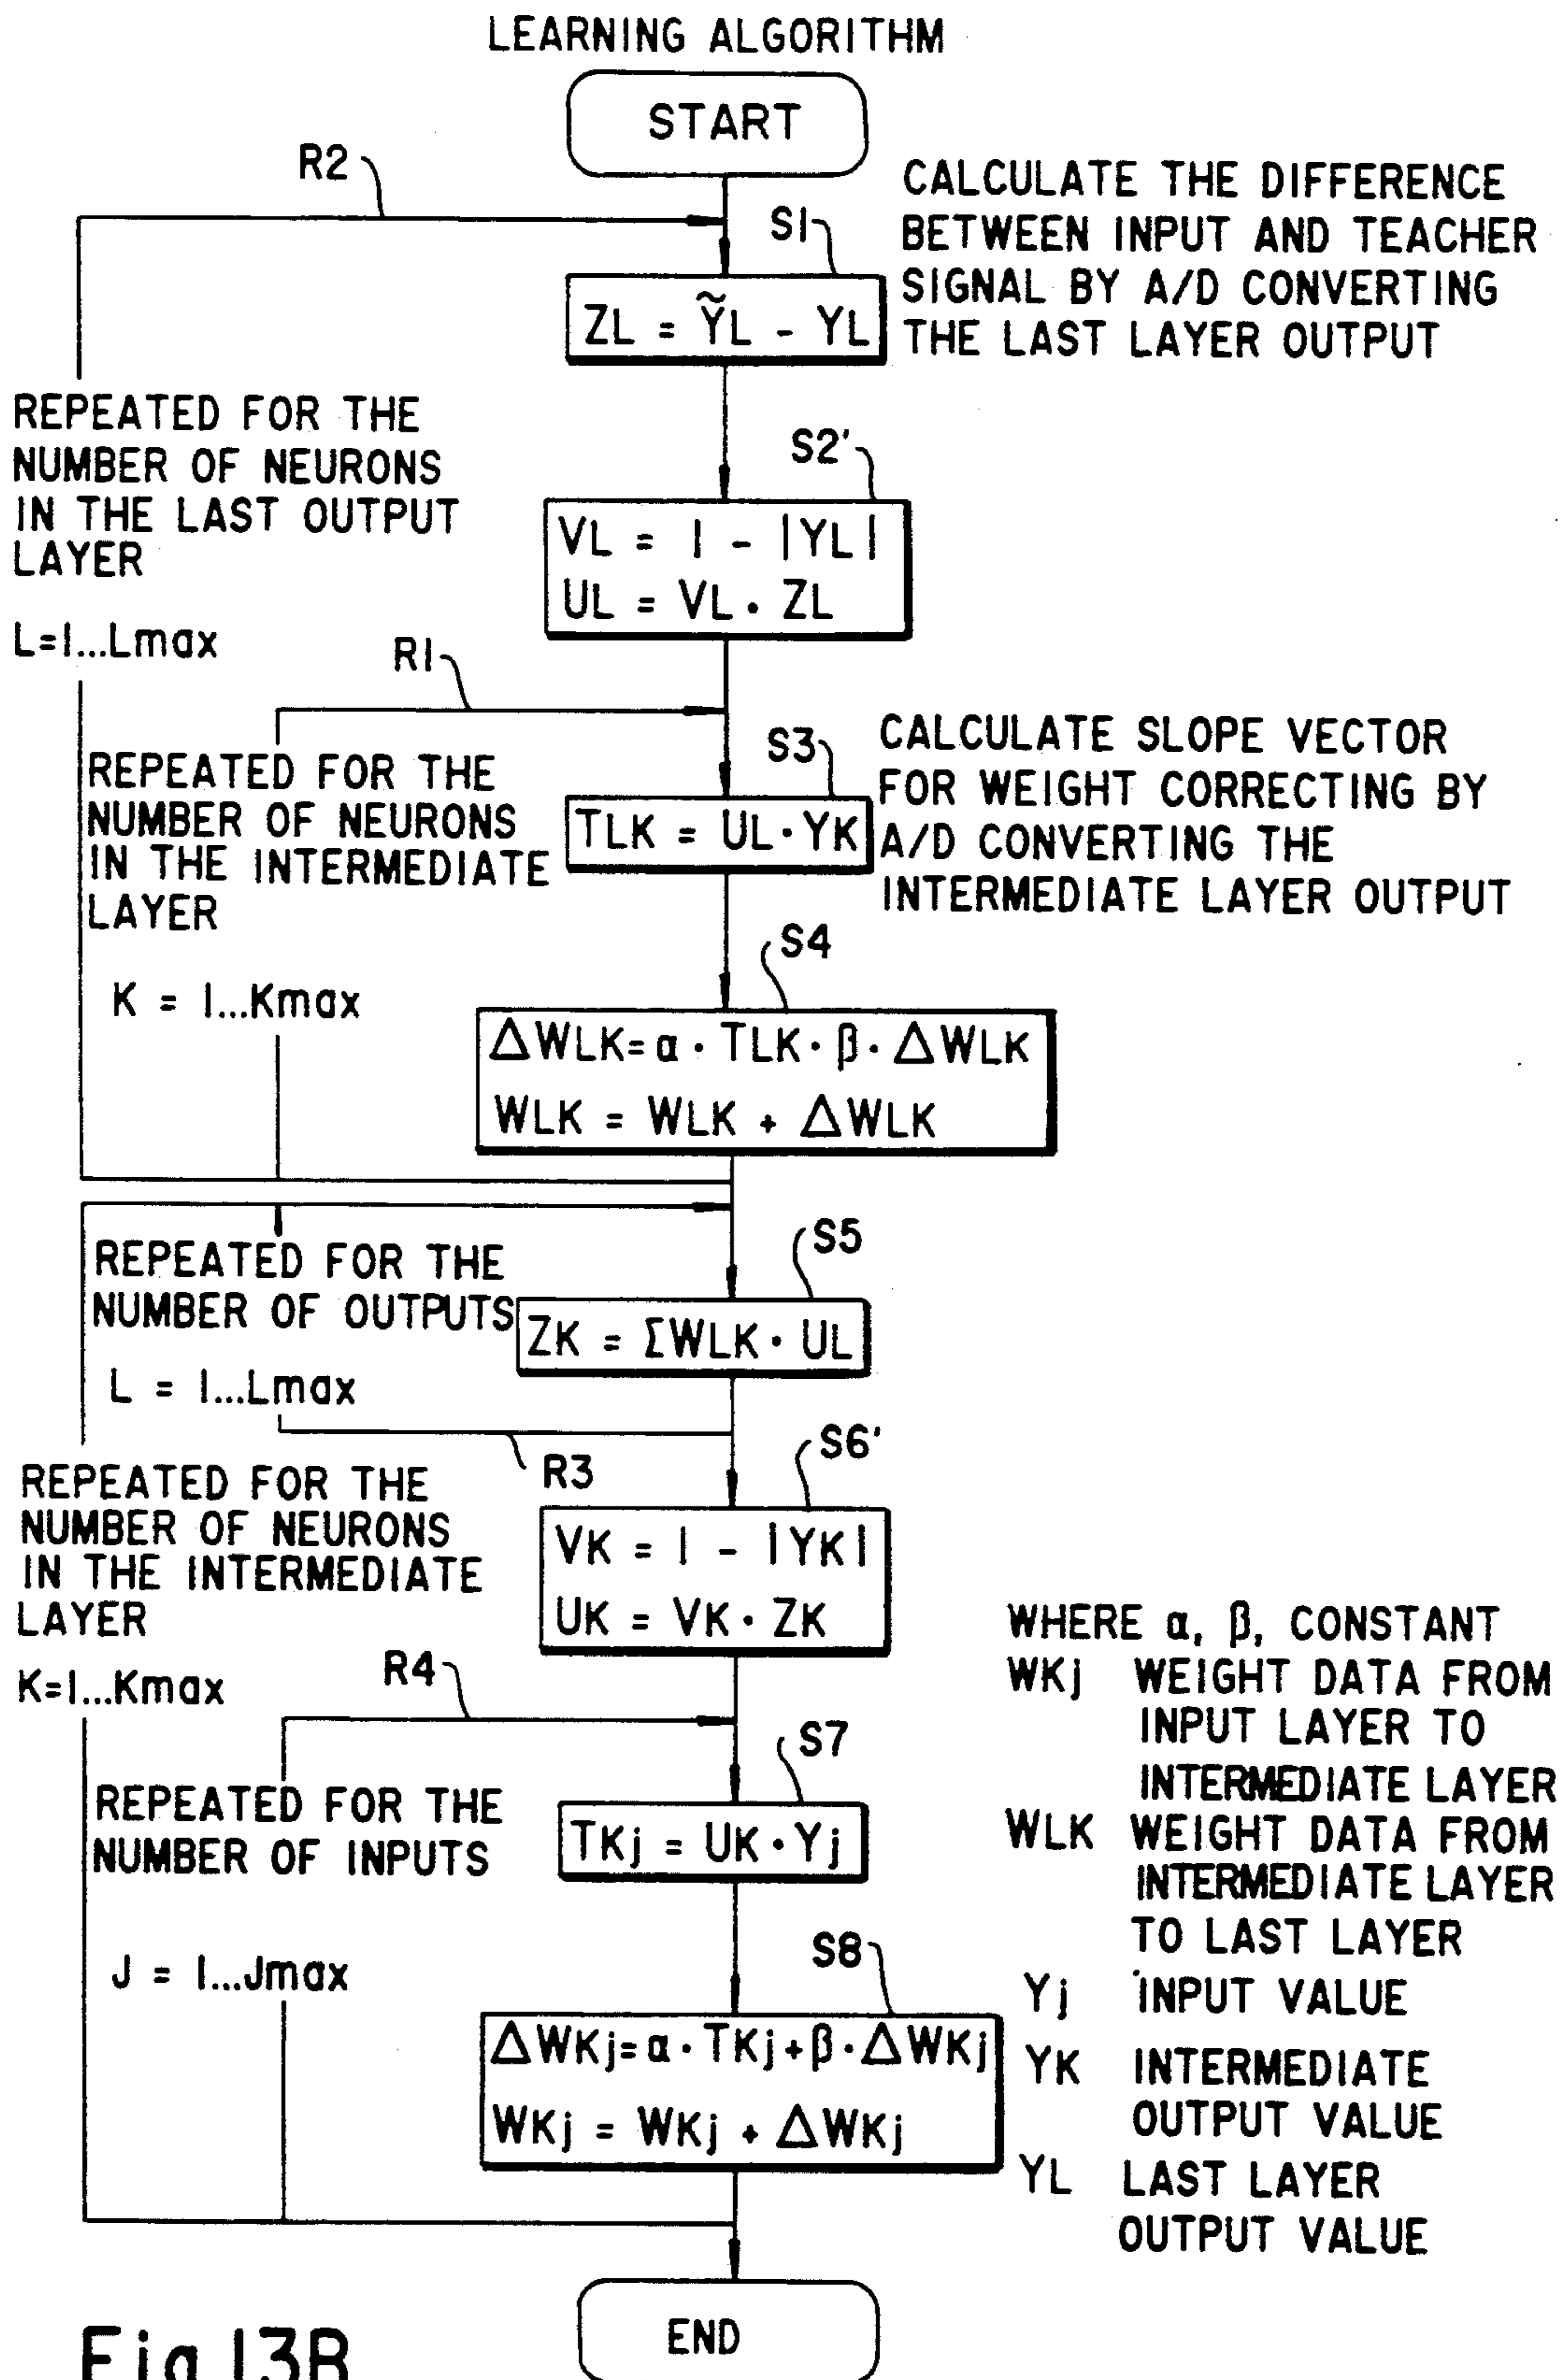 LEARNING ALGORITHM
START
R2
S1
CALCULATE THE DIFFERENCE
BETWEEN INPUT AND TEACHER
SIGNAL BY A/D CONVERTING
THE LAST LAYER OUTPUT
ZL = ỸL - YL
REPEATED FOR THE
NUMBER OF NEURONS
IN THE LAST OUTPUT
LAYER
L=1...Lmax
S2'
VL = 1 - |YL|
UL = VL · ZL
R1
REPEATED FOR THE
NUMBER OF NEURONS
IN THE INTERMEDIATE
LAYER
K = 1...Kmax
S3
CALCULATE SLOPE VECTOR
FOR WEIGHT CORRECTING BY
A/D CONVERTING THE
INTERMEDIATE LAYER OUTPUT
TLK = UL·YK
S4
ΔWLK=α · TLK · β · ΔWLK
WLK = WLK + ΔWLK
REPEATED FOR THE
NUMBER OF OUTPUTS
L = 1...Lmax
S5
ZK = ΣWLK · UL
R3
REPEATED FOR THE
NUMBER OF NEURONS
IN THE INTERMEDIATE
LAYER
K=1...Kmax
S6'
VK = 1 - |YK|
UK = VK · ZK
R4
REPEATED FOR THE
NUMBER OF INPUTS
J = 1...Jmax
S7
TKj = UK · Yj
S8
ΔWKj=α · TKj+β · ΔWKj
WKj = WKj + ΔWKj
WHERE α, β, CONSTANT
WKj WEIGHT DATA FROM
INPUT LAYER TO
INTERMEDIATE LAYER
WLK WEIGHT DATA FROM
INTERMEDIATE LAYER
TO LAST LAYER
Yj INPUT VALUE
YK INTERMEDIATE
OUTPUT VALUE
YL LAST LAYER
OUTPUT VALUE
END
Fig.13B